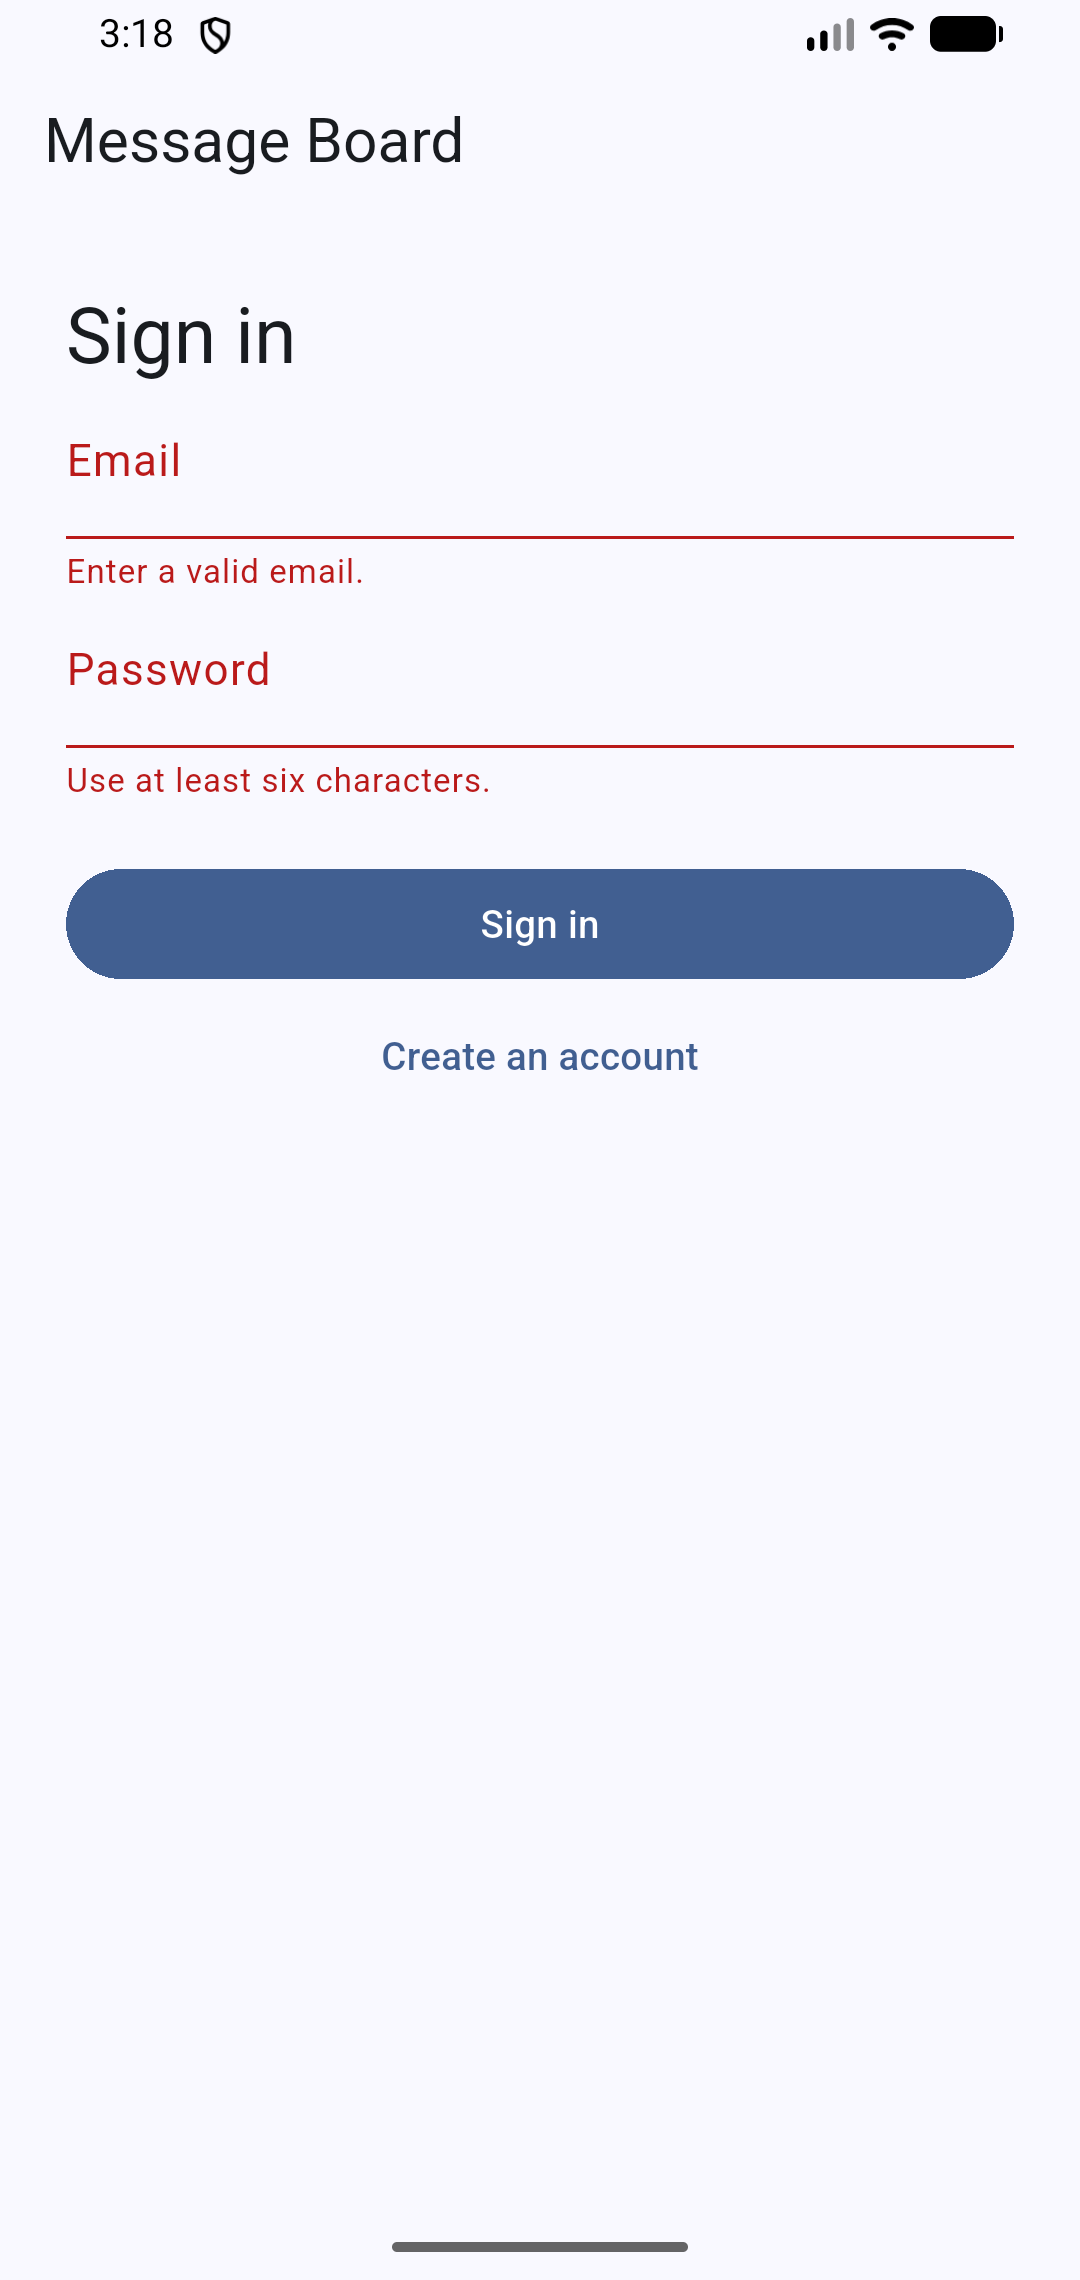 3:18
Message Board
Sign in
Email
Enter a valid email.
Password
Use at least six characters.
Sign in
Create an account